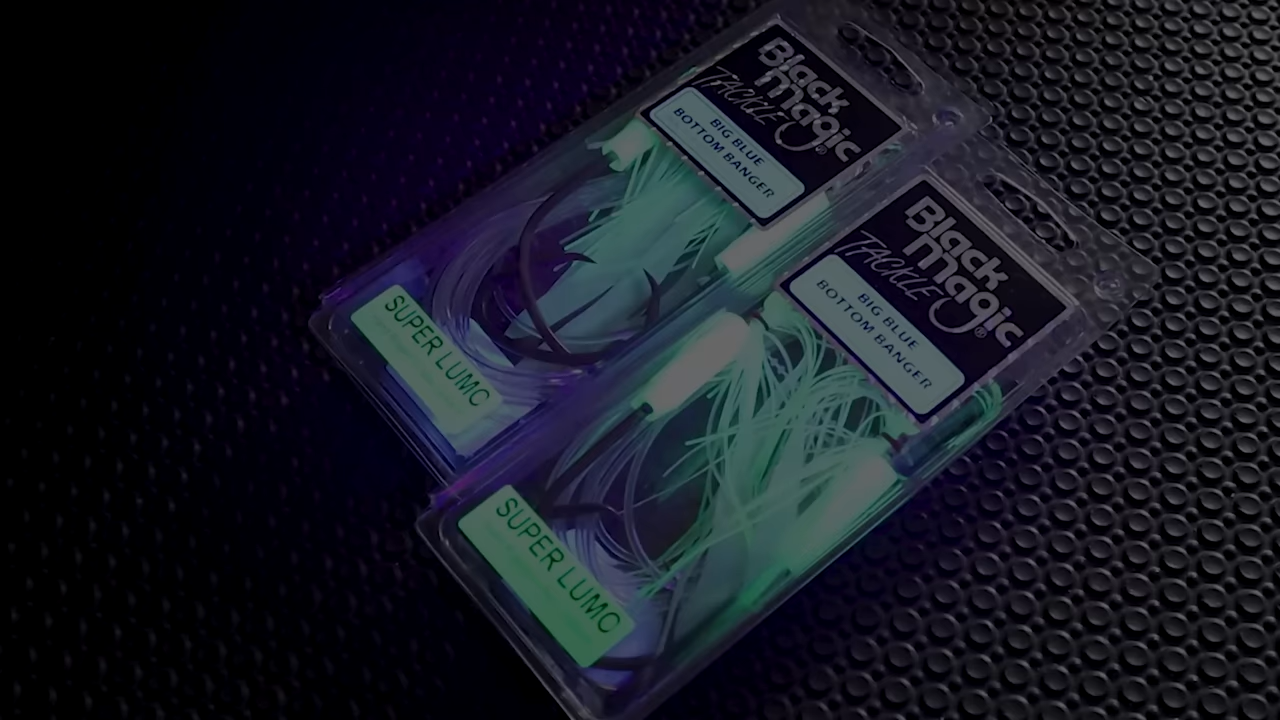 Black
Magic®
TACKLE
BIG BLUE
BOTTOM BANGER
SUPER LUMO
Black
Magic®
TACKLE
BIG BLUE
BOTTOM BANGER
SUPER LUMO